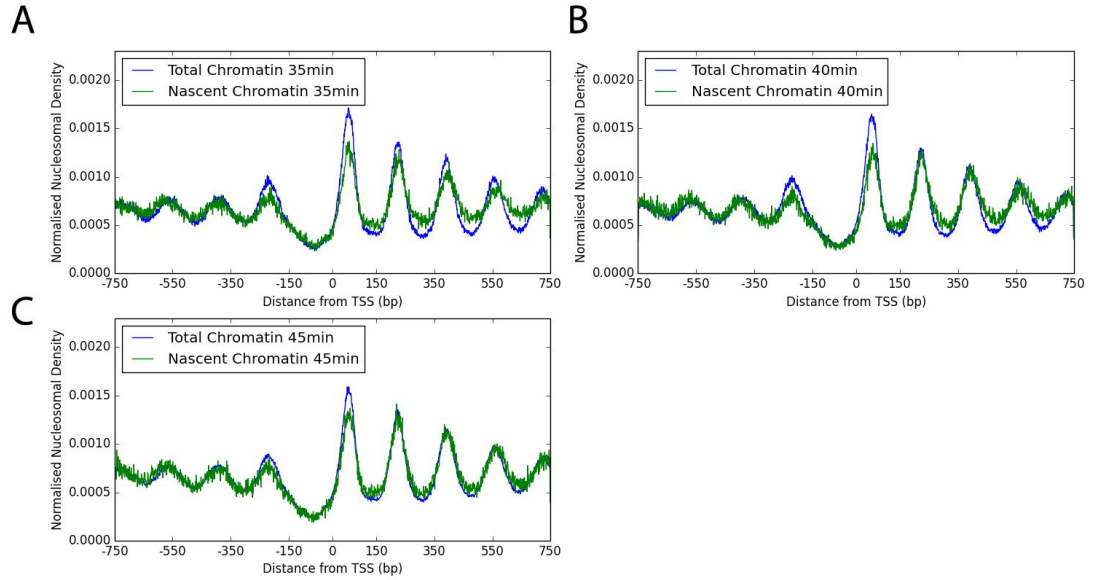 A
Total Chromatin 35min
Nascent Chromatin 35min
Normalised Nucleosomal Density
0.0020
0.0015
0.0010
0.0005
0.0000
-750 -550 -350 -150 0 150 350 550 750
Distance from TSS (bp)
B
Total Chromatin 40min
Nascent Chromatin 40min
Normalised Nucleosomal Density
0.0020
0.0015
0.0010
0.0005
0.0000
-750 -550 -350 -150 0 150 350 550 750
Distance from TSS (bp)
C
Total Chromatin 45min
Nascent Chromatin 45min
Normalised Nucleosomal Density
0.0020
0.0015
0.0010
0.0005
0.0000
-750 -550 -350 -150 0 150 350 550 750
Distance from TSS (bp)